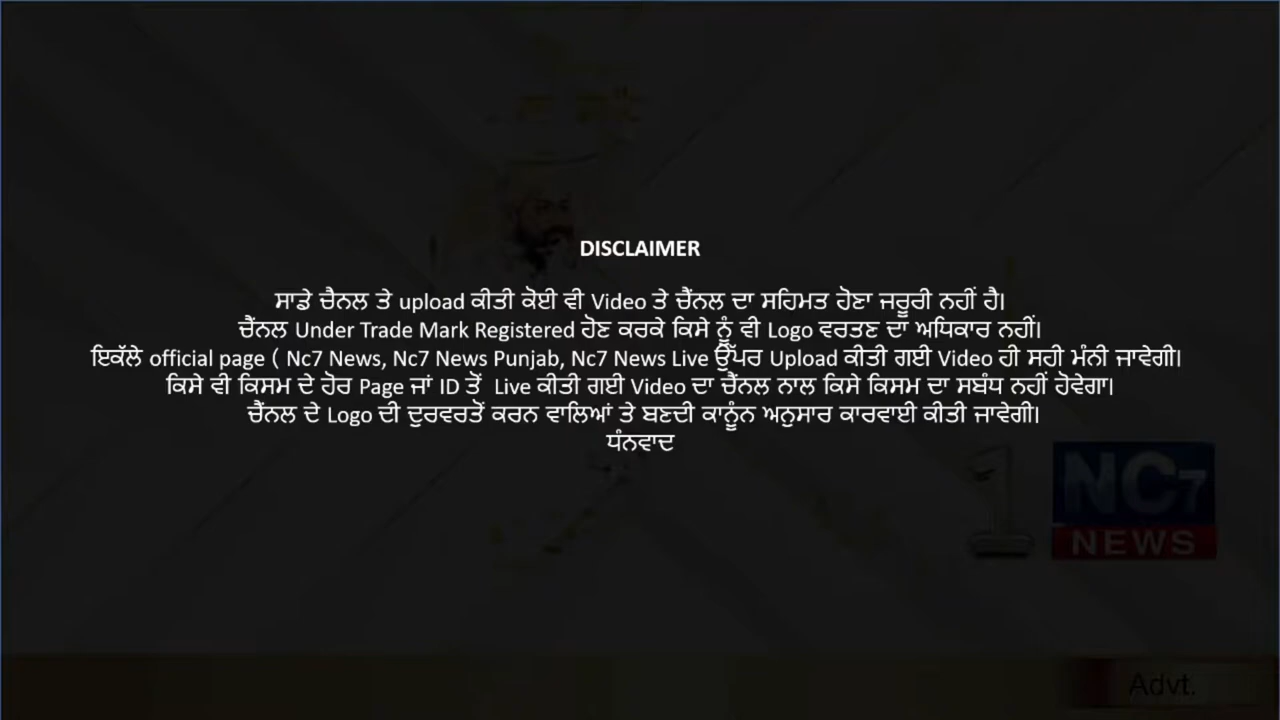 DISCLAIMER
ਸਾਡੇ ਚੈਨਲ ਤੇ upload ਕੀਤੀ ਕੋਈ ਵੀ Video ਤੇ ਚੈਂਨਲ ਦਾ ਸਹਿਮਤ ਹੋਣਾ ਜਰੂਰੀ ਨਹੀਂ ਹੈ।
ਚੈਂਨਲ Under Trade Mark Registered ਹੋਣ ਕਰਕੇ ਕਿਸੇ ਨੂੰ ਵੀ Logo ਵਰਤਣ ਦਾ ਅਧਿਕਾਰ ਨਹੀਂ।
ਇਕੱਲੇ official page ( Nc7 News, Nc7 News Punjab, Nc7 News Live ਉੱਪਰ Upload ਕੀਤੀ ਗਈ Video ਹੀ ਸਹੀ ਮੰਨੀ ਜਾਵੇਗੀ।
ਕਿਸੇ ਵੀ ਕਿਸਮ ਦੇ ਹੋਰ Page ਜਾਂ ID ਤੋਂ Live ਕੀਤੀ ਗਈ Video ਦਾ ਚੈਂਨਲ ਨਾਲ ਕਿਸੇ ਕਿਸਮ ਦਾ ਸਬੰਧ ਨਹੀਂ ਹੋਵੇਗਾ।
ਚੈਂਨਲ ਦੇ Logo ਦੀ ਦੁਰਵਰਤੋਂ ਕਰਨ ਵਾਲਿਆਂ ਤੇ ਬਣਦੀ ਕਾਨੂੰਨ ਅਨੁਸਾਰ ਕਾਰਵਾਈ ਕੀਤੀ ਜਾਵੇਗੀ।
ਧੰਨਵਾਦ
1
NC7
NEWS
Advt.